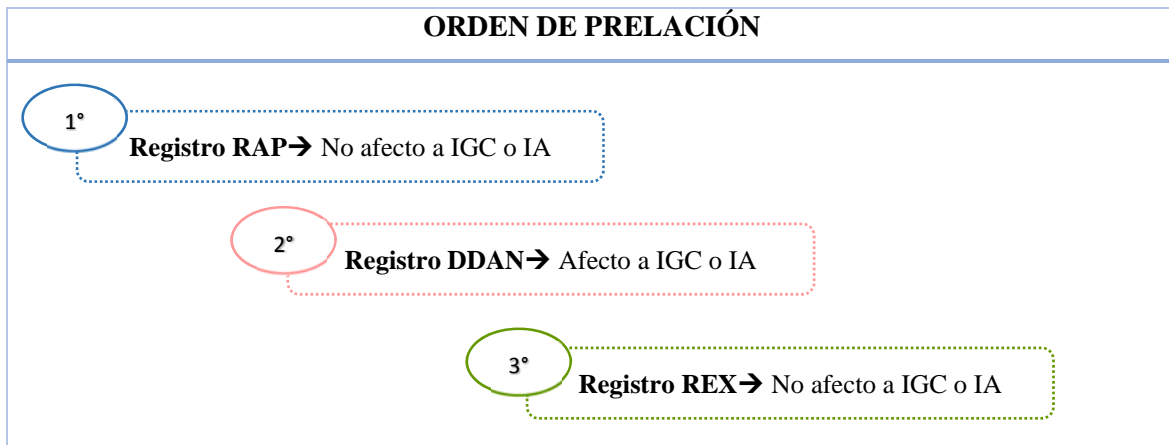 ORDEN DE PRELACIÓN
1°
Registro RAP➔ No afecto a IGC o IA
2°
Registro DDAN➔ Afecto a IGC o IA
3°
Registro REX➔ No afecto a IGC o IA